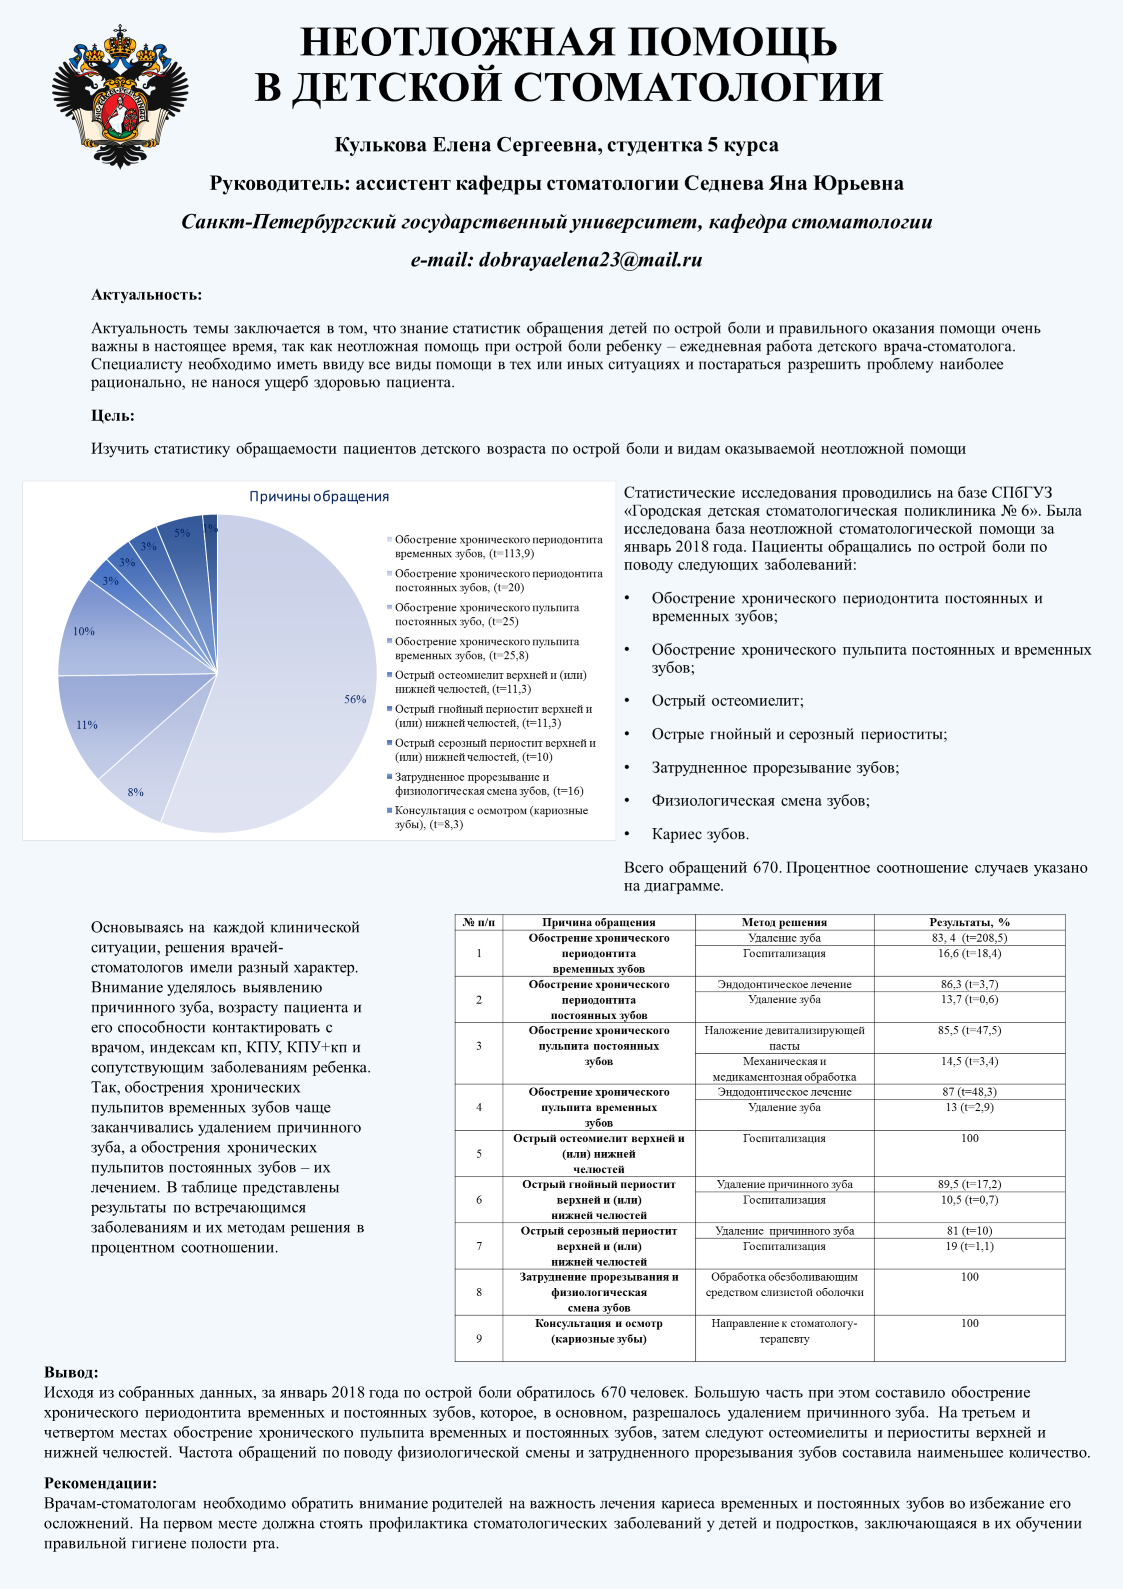 НЕОТЛОЖНАЯ ПОМОЩЬ
В ДЕТСКОЙ СТОМАТОЛОГИИ
Кулькова Елена Сергеевна, студентка 5 курса
Руководитель: ассистент кафедры стоматологии Седнева Яна Юрьевна
Санкт-Петербургский государственный университет, кафедра стоматологии
e-mail: dobrayaelena23@mail.ru
Актуальность:
Актуальность темы заключается в том, что знание статистик обращения детей по острой боли и правильного оказания помощи очень
важны в настоящее время, так как неотложная помощь при острой боли ребенку – ежедневная работа детского врача-стоматолога.
Специалисту необходимо иметь ввиду все виды помощи в тех или иных ситуациях и постараться разрешить проблему наиболее
рационально, не нанося ущерб здоровью пациента.
Цель:
Изучить статистику обращаемости пациентов детского возраста по острой боли и видам оказываемой неотложной помощи
Причины обращения
56%
8%
11%
10%
3%
3%
3%
5%
1%
Обострение хронического периодонтита
временных зубов, (t=113,9)
Обострение хронического периодонтита
постоянных зубов, (t=20)
Обострение хронического пульпита
постоянных зубо, (t=25)
Обострение хронического пульпита
временных зубов, (t=25,8)
Острый остеомиелит верхней и (или)
нижней челюстей, (t=11,3)
Острый гнойный периостит верхней и
(или) нижней челюстей, (t=11,3)
Острый серозный периостит верхней и
(или) нижней челюстей, (t=10)
Затрудненное прорезывание и
физиологическая смена зубов, (t=16)
Консультация с осмотром (кариозные
зубы), (t=8,3)
Статистические исследования проводились на базе СПбГУЗ
«Городская детская стоматологическая поликлиника № 6». Была
исследована база неотложной стоматологической помощи за
январь 2018 года. Пациенты обращались по острой боли по
поводу следующих заболеваний:
• Обострение хронического периодонтита постоянных и
временных зубов;
• Обострение хронического пульпита постоянных и временных
зубов;
• Острый остеомиелит;
• Острые гнойный и серозный периоститы;
• Затрудненное прорезывание зубов;
• Физиологическая смена зубов;
• Кариес зубов.
Всего обращений 670. Процентное соотношение случаев указано
на диаграмме.
Основываясь на каждой клинической
ситуации, решения врачей-
стоматологов имели разный характер.
Внимание уделялось выявлению
причинного зуба, возрасту пациента и
его способности контактировать с
врачом, индексам кп, КПУ, КПУ+кп и
сопутствующим заболеваниям ребенка.
Так, обострения хронических
пульпитов временных зубов чаще
заканчивались удалением причинного
зуба, а обострения хронических
пульпитов постоянных зубов – их
лечением. В таблице представлены
результаты по встречающимся
заболеваниям и их методам решения в
процентном соотношении.
№ п/п Причина обращения Метод решения Результаты, %
1 Обострение хронического
периодонтита
временных зубов
Удаление зуба 83, 4 (t=208,5)
Госпитализация 16,6 (t=18,4)
2 Обострение хронического
периодонтита
постоянных зубов
Эндодонтическое лечение 86,3 (t=3,7)
Удаление зуба 13,7 (t=0,6)
3 Обострение хронического
пульпита постоянных
зубов
Наложение девитализирующей
пасты 85,5 (t=47,5)
Механическая и
медикаментозная обработка 14,5 (t=3,4)
4 Обострение хронического
пульпита временных
зубов
Эндодонтическое лечение 87 (t=48,3)
Удаление зуба 13 (t=2,9)
5 Острый остеомиелит верхней и
(или) нижней
челюстей
Госпитализация 100
6 Острый гнойный периостит
верхней и (или)
нижней челюстей
Удаление причинного зуба 89,5 (t=17,2)
Госпитализация 10,5 (t=0,7)
7 Острый серозный периостит
верхней и (или)
нижней челюстей
Удаление причинного зуба 81 (t=10)
Госпитализация 19 (t=1,1)
8 Затруднение прорезывания и
физиологическая
смена зубов
Обработка обезболивающим
средством слизистой оболочки 100
9 Консультация и осмотр
(кариозные зубы)
Направление к стоматологу-
терапевту 100
Вывод:
Исходя из собранных данных, за январь 2018 года по острой боли обратилось 670 человек. Большую часть при этом составило обострение
хронического периодонтита временных и постоянных зубов, которое, в основном, разрешалось удалением причинного зуба. На третьем и
четвертом местах обострение хронического пульпита временных и постоянных зубов, затем следуют остеомиелиты и периоститы верхней и
нижней челюстей. Частота обращений по поводу физиологической смены и затрудненного прорезывания зубов составила наименьшее количество.
Рекомендации:
Врачам-стоматологам необходимо обратить внимание родителей на важность лечения кариеса временных и постоянных зубов во избежание его
осложнений. На первом месте должна стоять профилактика стоматологических заболеваний у детей и подростков, заключающаяся в их обучении
правильной гигиене полости рта.